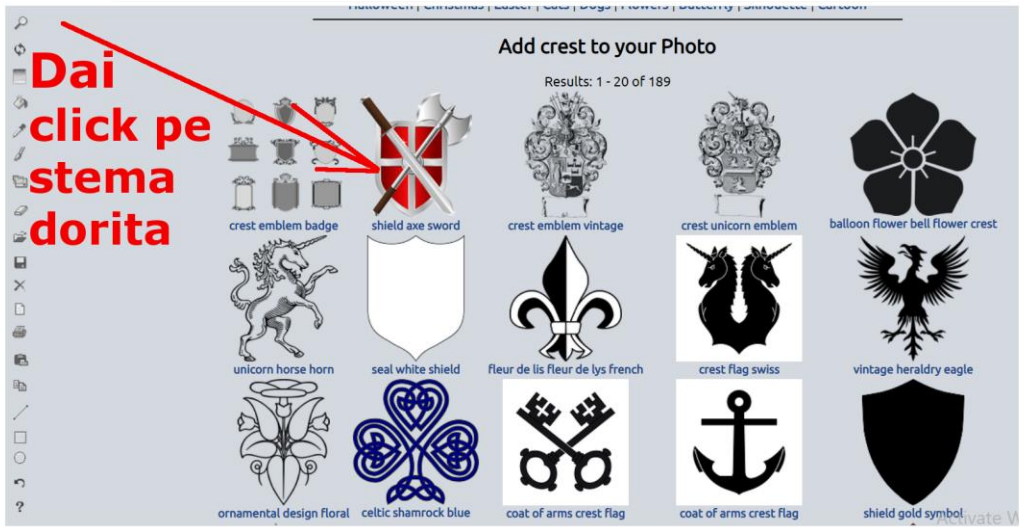 Halloween | Christmas | Easter | Cats | Dogs | Flowers | Butterfly | Silhouette | Cartoon
Add crest to your Photo
Results: 1 - 20 of 189
Dai
click pe
stema
dorita
crest emblem badge
shield axe sword
crest emblem vintage
crest unicorn emblem
balloon flower bell flower crest
unicorn horse horn
seal white shield
fleur de lis fleur de lys french
crest flag swiss
vintage heraldry eagle
ornamental design floral
celtic shamrock blue
coat of arms crest flag
coat of arms crest flag
shield gold symbol
Activate W